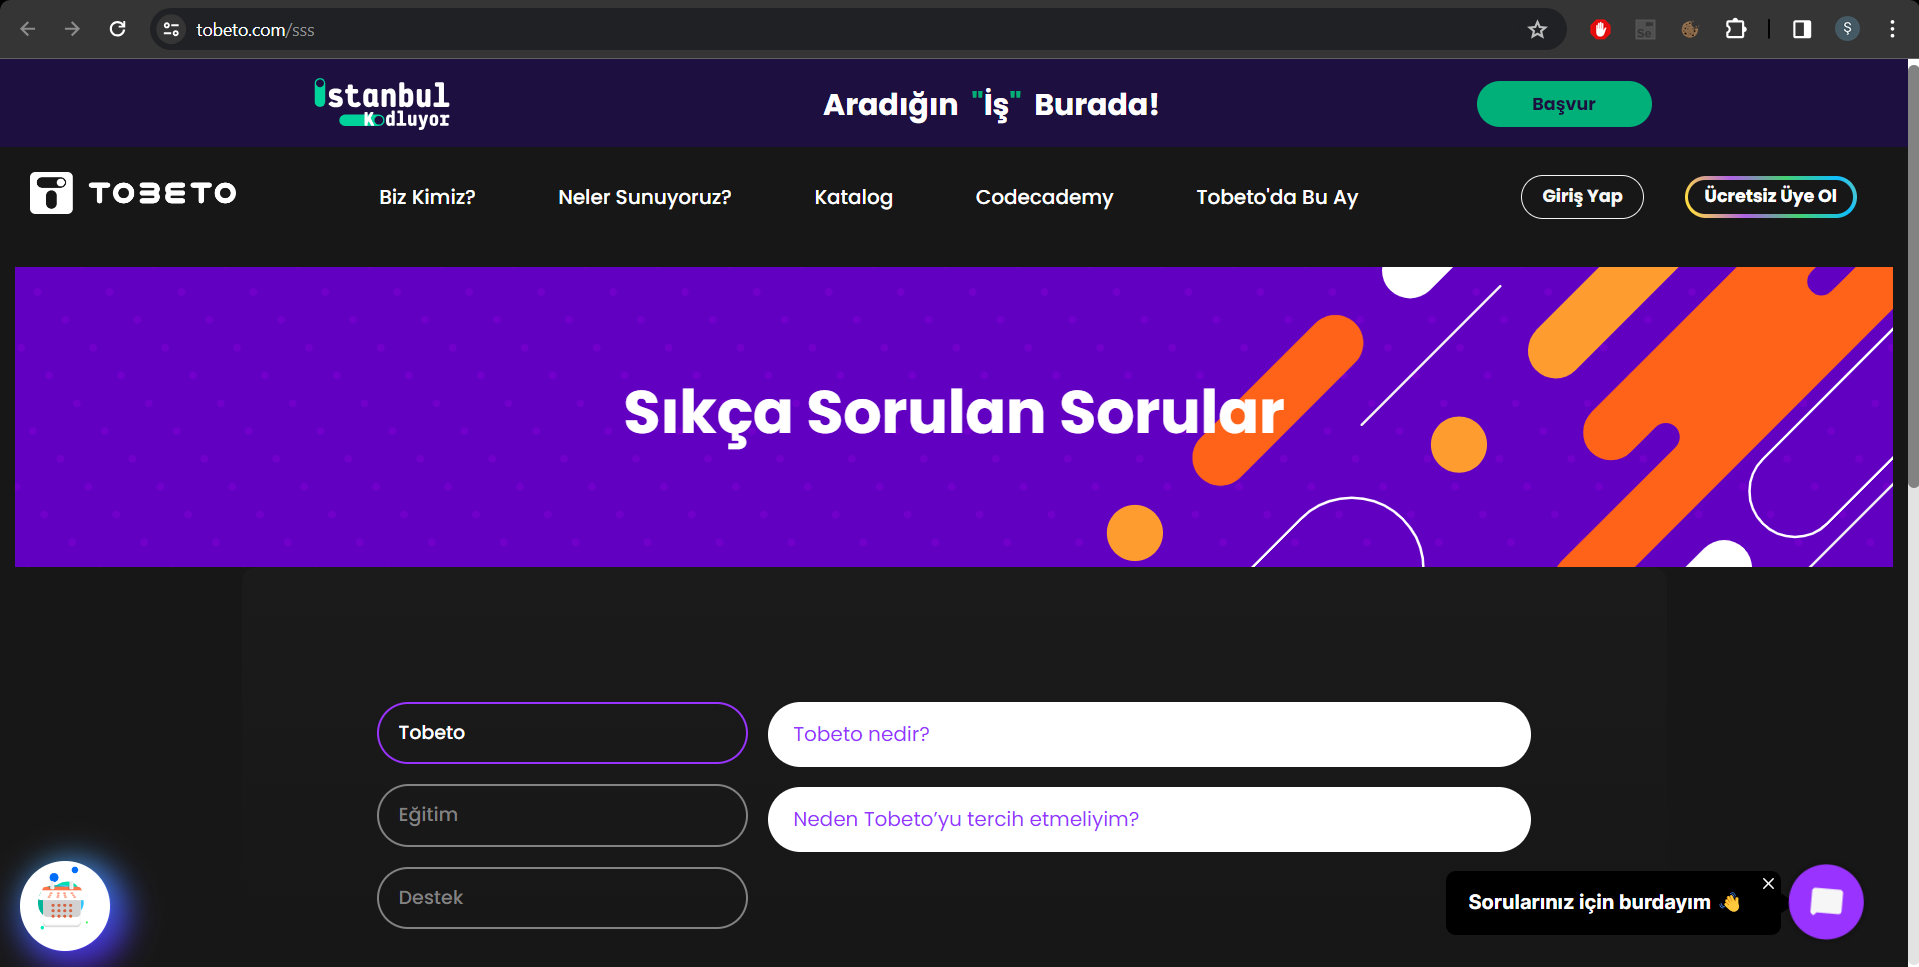 tobeto.com/sss
Ş
istanbul
Kodluyor
Aradığın "İş" Burada!
Başvur
TOBETO
Biz Kimiz?
Neler Sunuyoruz?
Katalog
Codecademy
Tobeto'da Bu Ay
Giriş Yap
Ücretsiz Üye Ol
Sıkça Sorulan Sorular
Tobeto
Eğitim
Destek
Tobeto nedir?
Neden Tobeto’yu tercih etmeliyim?
Sorularınız için burdayım 👋